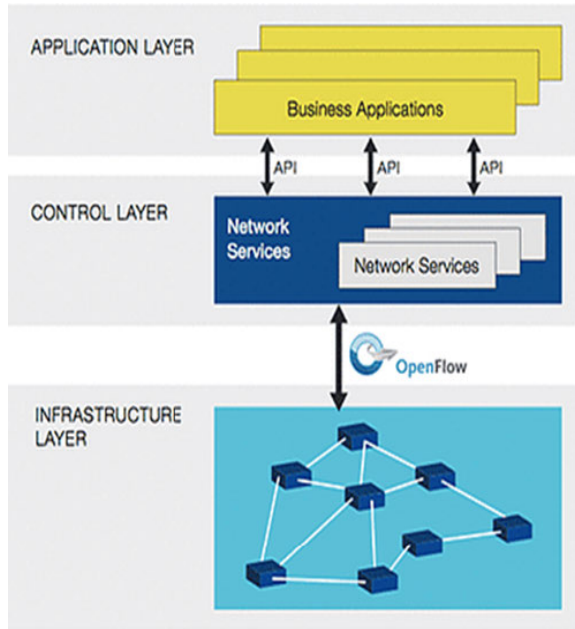 APPLICATION LAYER
Business Applications
API
API
API
CONTROL LAYER
Network
Services
Network Services
OpenFlow
INFRASTRUCTURE
LAYER